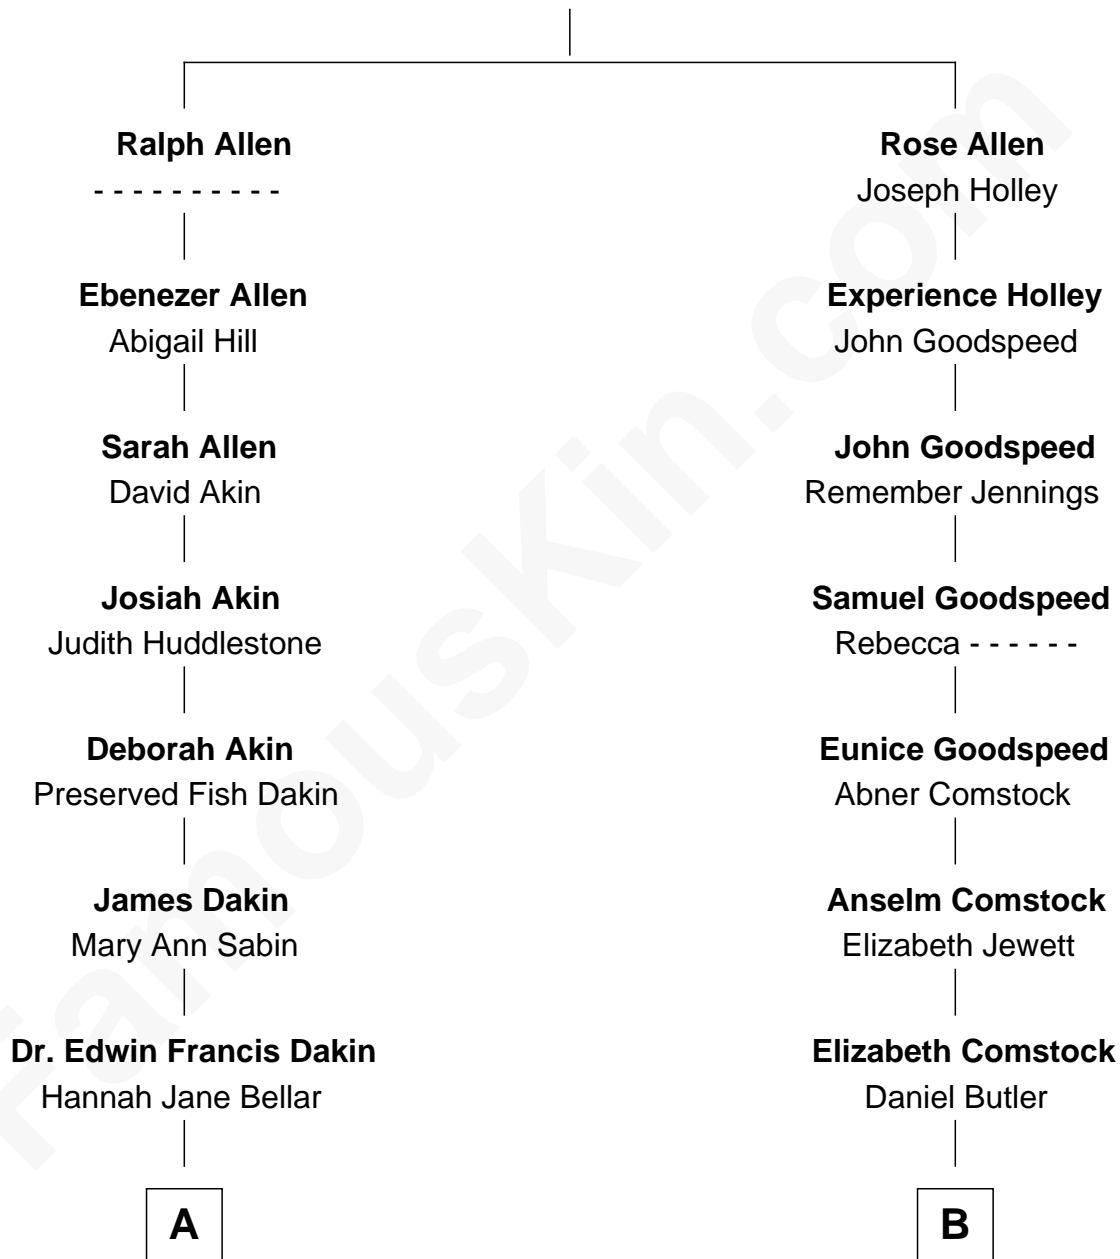 Ralph Allen
- - - - - - - - - -
Ebenezer Allen
Abigail Hill
Sarah Allen
David Akin
Josiah Akin
Judith Huddlestone
Deborah Akin
Preserved Fish Dakin
James Dakin
Mary Ann Sabin
Dr. Edwin Francis Dakin
Hannah Jane Bellar
A
Rose Allen
Joseph Holley
Experience Holley
John Goodspeed
John Goodspeed
Remember Jennings
Samuel Goodspeed
Rebecca - - - - - -
Eunice Goodspeed
Abner Comstock
Anselm Comstock
Elizabeth Jewett
Elizabeth Comstock
Daniel Butler
B
FamousKin.com